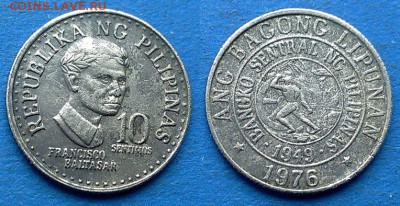 COINS.LAVE.RU
REPUBLIKA NG PILIPINAS
10
SENTIMOS
FRANCISCO
BALTASAR
ANG BAGONG LIPUNAN
BANGKO SENTRAL NG PILIPINAS
1949
1976